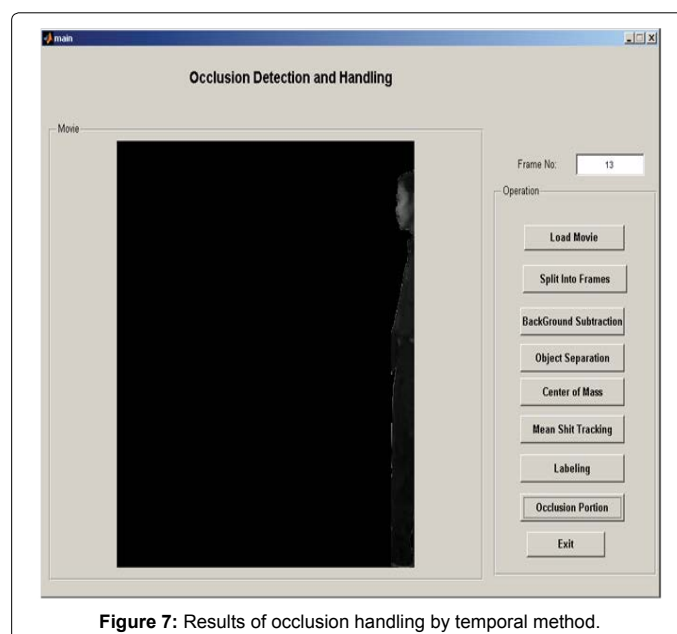 main
Occlusion Detection and Handling
Movie
Frame No: 13
Operation
Load Movie
Split Into Frames
BackGround Subtraction
Object Separation
Center of Mass
Mean Shit Tracking
Labeling
Occlusion Portion
Exit
Figure 7: Results of occlusion handling by temporal method.